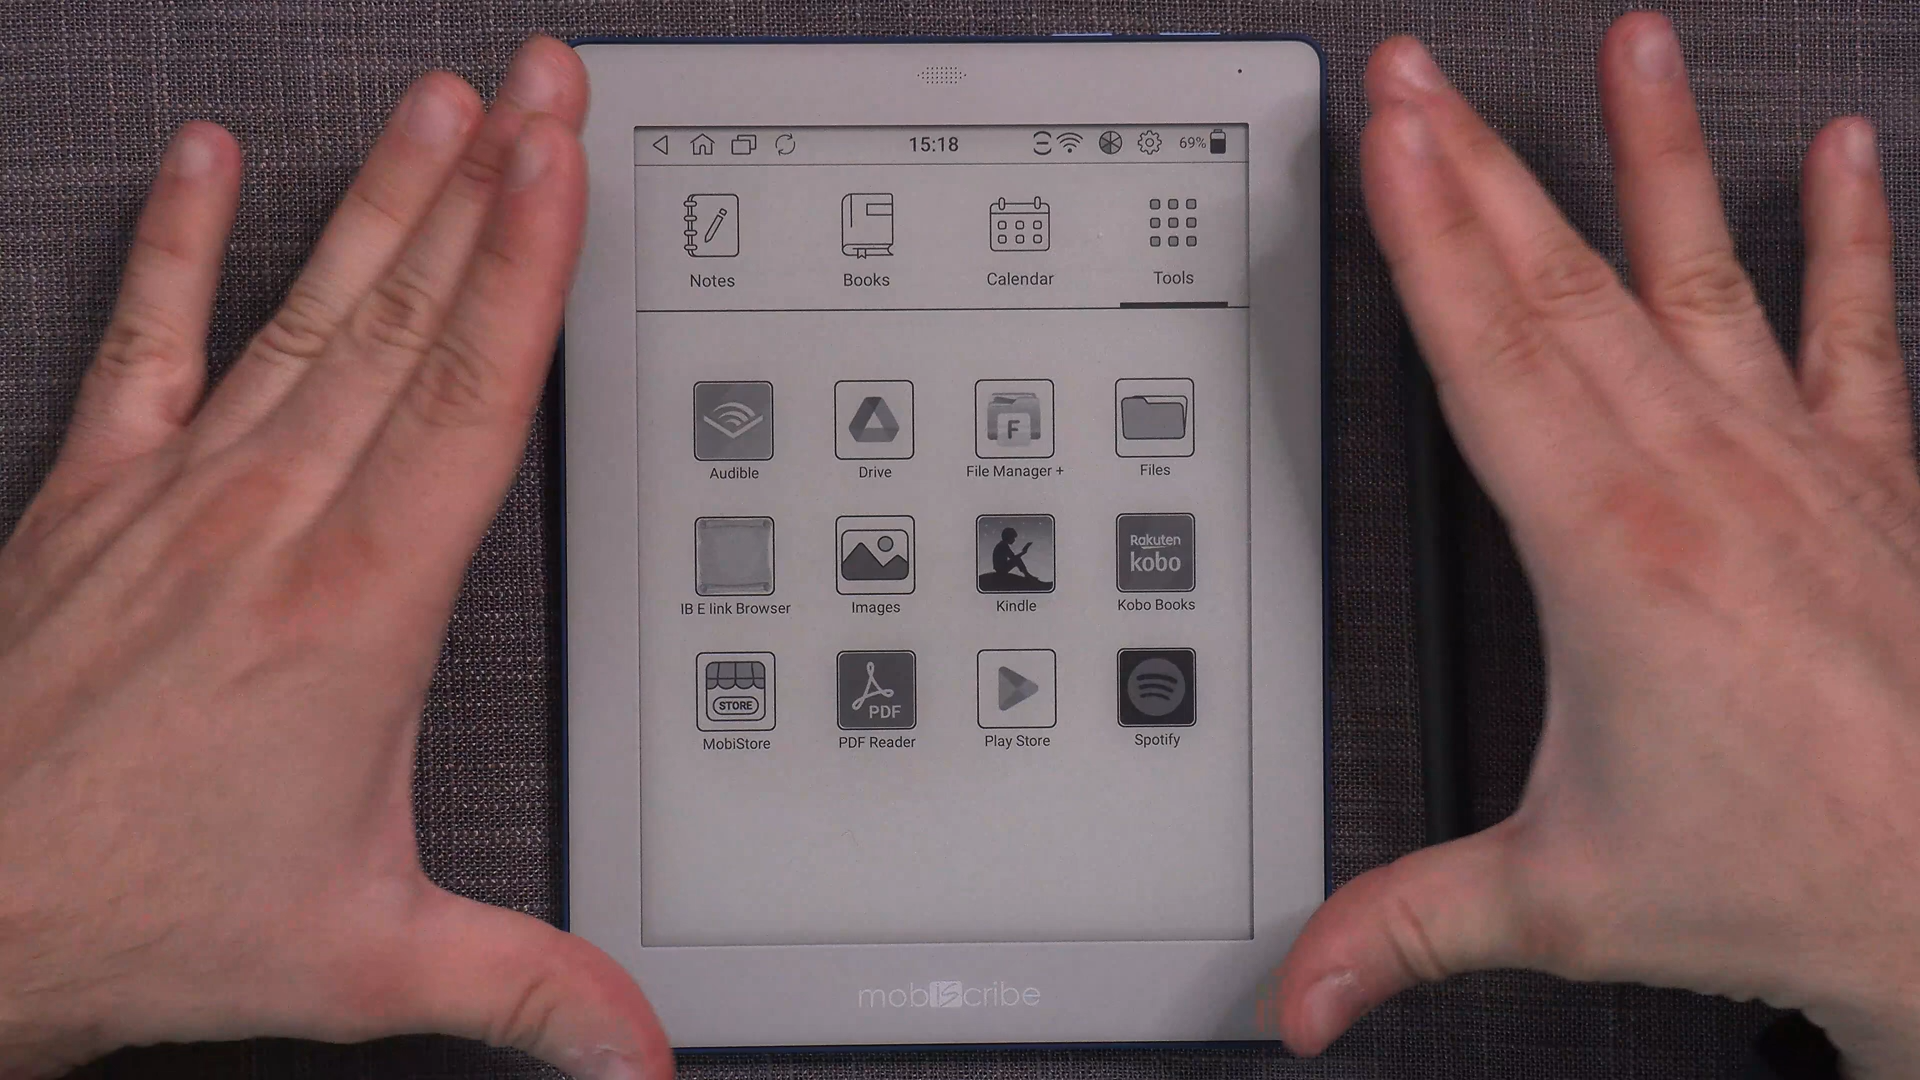 15:18
69%
Notes
Books
Calendar
Tools
F
Audible
Drive
File Manager +
Files
Rakuten
kobo
IB E link Browser
Images
Kindle
Kobo Books
STORE
PDF
MobiStore
PDF Reader
Play Store
Spotify
mobiscribe